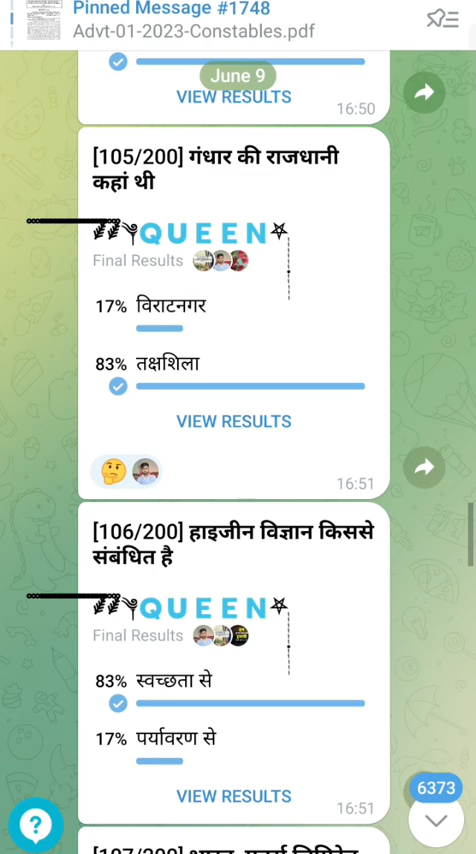 Pinned Message #1748
Advt-01-2023-Constables.pdf
June 9
VIEW RESULTS
16:50
[105/200] गंधार की राजधानी
कहां थी
QUEEN
Final Results
17% विराटनगर
83% तक्षशिला
VIEW RESULTS
16:51
[106/200] हाइजीन विज्ञान किससे
संबंधित है
QUEEN
Final Results
83% स्वच्छता से
17% पर्यावरण से
VIEW RESULTS
16:51
6373
?